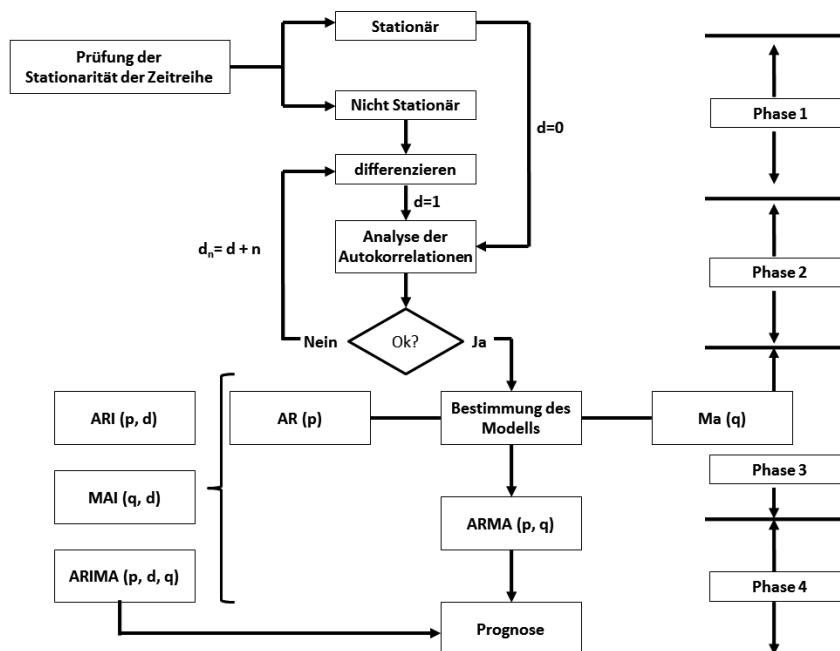 Stationär
Prüfung der
Stationarität der Zeitreihe
Nicht Stationär
d=0
Phase 1
differenzieren
d=1
Analyse der
Autokorrelationen
dₙ= d + n
Phase 2
Nein
Ok?
Ja
ARI (p, d)
AR (p)
Bestimmung des
Modells
Ma (q)
Phase 3
MAI (q, d)
ARMA (p, q)
ARIMA (p, d, q)
Phase 4
Prognose